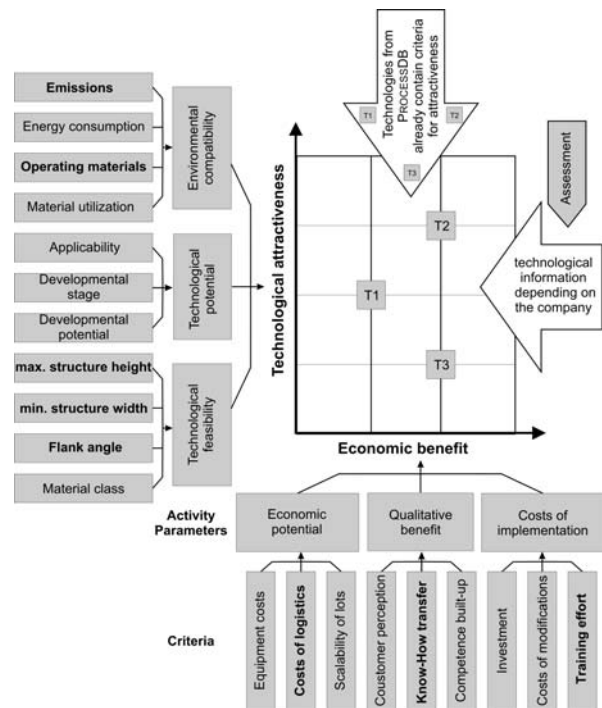 Emissions
Energy consumption
Operating materials
Material utilization
Environmental
compatibility
Applicability
Developmental
stage
Developmental
potential
Technological
potential
max. structure height
min. structure width
Flank angle
Material class
Technological
feasibility
Technologies from
PROCESSDB
already contain criteria
for attractiveness
T1
T2
T3
Technological attractiveness
T2
T1
T3
Economic benefit
Assessment
technological
information
depending on
the company
Activity
Parameters
Economic
potential
Qualitative
benefit
Costs of
implementation
Criteria
Equipment costs
Costs of logistics
Scalability of lots
Coustomer perception
Know-How transfer
Competence built-up
Investment
Costs of modifications
Training effort